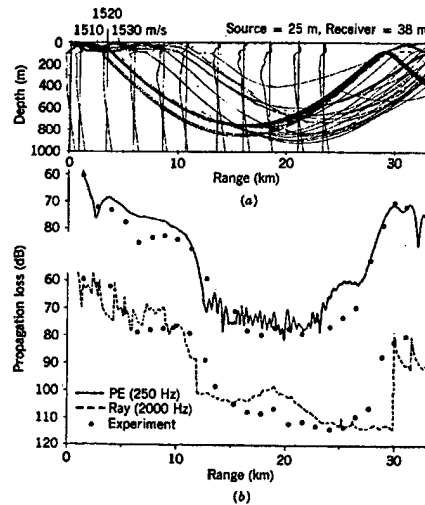 1520
1510 1530 m/s
Source = 25 m, Receiver = 38 m
0
200
400
600
800
1000
Depth (m)
0 10 20 30
Range (km)
(a)
60
70
80
60
70
80
90
100
110
120
Propagation loss (dB)
PE (250 Hz)
Ray (2000 Hz)
Experiment
0 10 20 30
Range (km)
(b)